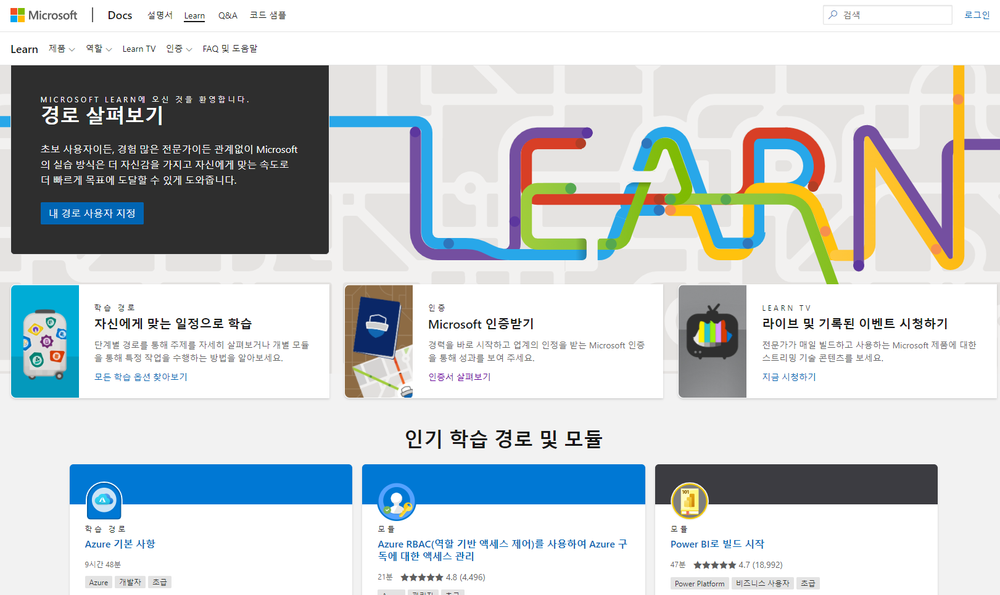 Microsoft
Docs
설명서
Learn
Q&A
코드 샘플
검색
로그인
Learn
제품
역할
Learn TV
인증
FAQ 및 도움말
MICROSOFT LEARN에 오신 것을 환영합니다.
경로 살펴보기
초보 사용자이든, 경험 많은 전문가이든 관계없이 Microsoft
의 실습 방식은 더 자신감을 가지고 자신에게 맞는 속도로
더 빠르게 목표에 도달할 수 있게 도와줍니다.
내 경로 사용자 지정
LEARN
학습 경로
자신에게 맞는 일정으로 학습
단계별 경로를 통해 주제를 자세히 살펴보거나 개별 모듈
을 통해 특정 작업을 수행하는 방법을 알아보세요.
모든 학습 옵션 찾아보기
인증
Microsoft 인증받기
경력을 바로 시작하고 업계의 인정을 받는 Microsoft 인증
을 통해 성과를 보여 주세요.
인증서 살펴보기
LEARN TV
라이브 및 기록된 이벤트 시청하기
전문가가 매일 빌드하고 사용하는 Microsoft 제품에 대한
스트리밍 기술 콘텐츠를 보세요.
지금 시청하기
인기 학습 경로 및 모듈
학습 경로
Azure 기본 사항
9시간 48분
Azure
개발자
초급
모듈
Azure RBAC(역할 기반 액세스 제어)를 사용하여 Azure 구
독에 대한 액세스 관리
21분
4.8 (4,496)
101
모듈
Power BI로 빌드 시작
47분
4.7 (18,992)
Power Platform
비즈니스 사용자
초급